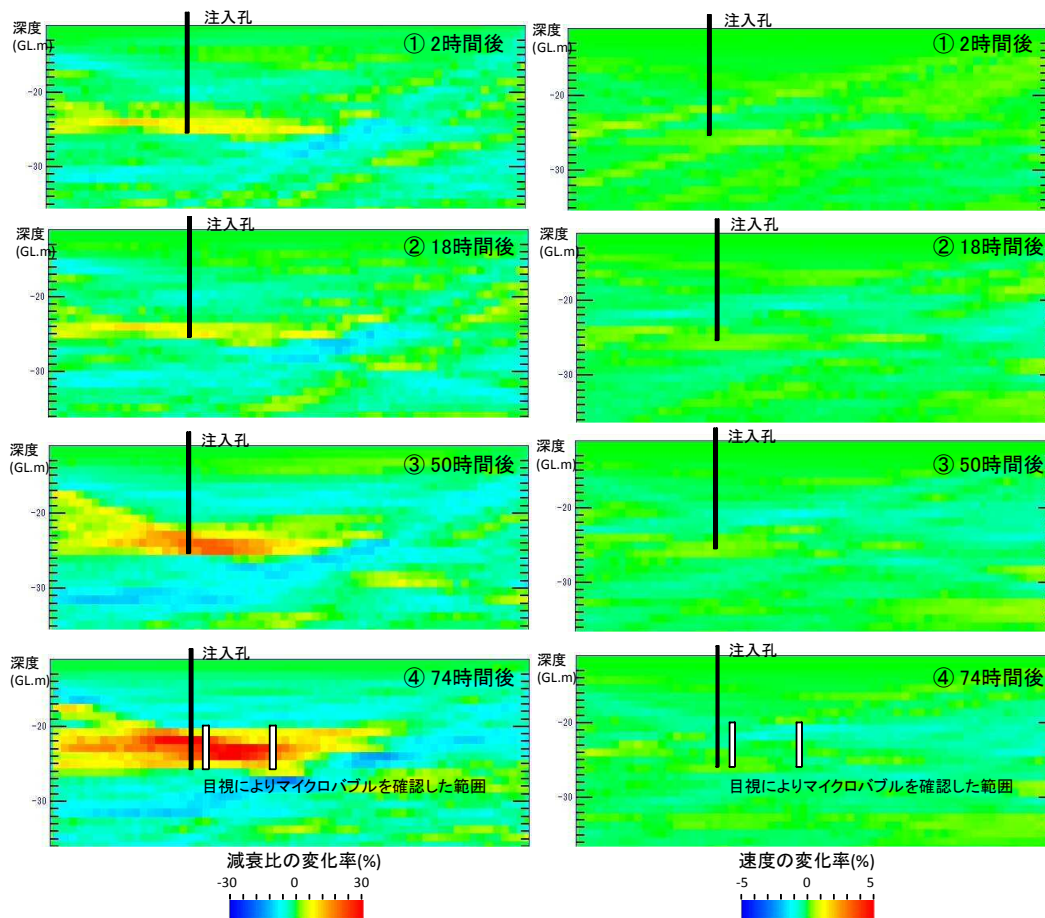 深度
(GL.m)
注入孔
① 2時間後
-20
-30
深度
(GL.m)
注入孔
① 2時間後
-20
-30
深度
(GL.m)
注入孔
② 18時間後
-20
-30
深度
(GL.m)
注入孔
② 18時間後
-20
-30
深度
(GL.m)
注入孔
③ 50時間後
-20
-30
深度
(GL.m)
注入孔
③ 50時間後
-20
-30
深度
(GL.m)
注入孔
④ 74時間後
-20
目視によりマイクロバブルを確認した範囲
-30
深度
(GL.m)
注入孔
④ 74時間後
-20
目視によりマイクロバブルを確認した範囲
-30
減衰比の変化率(%)
-30 0 30
速度の変化率(%)
-5 0 5